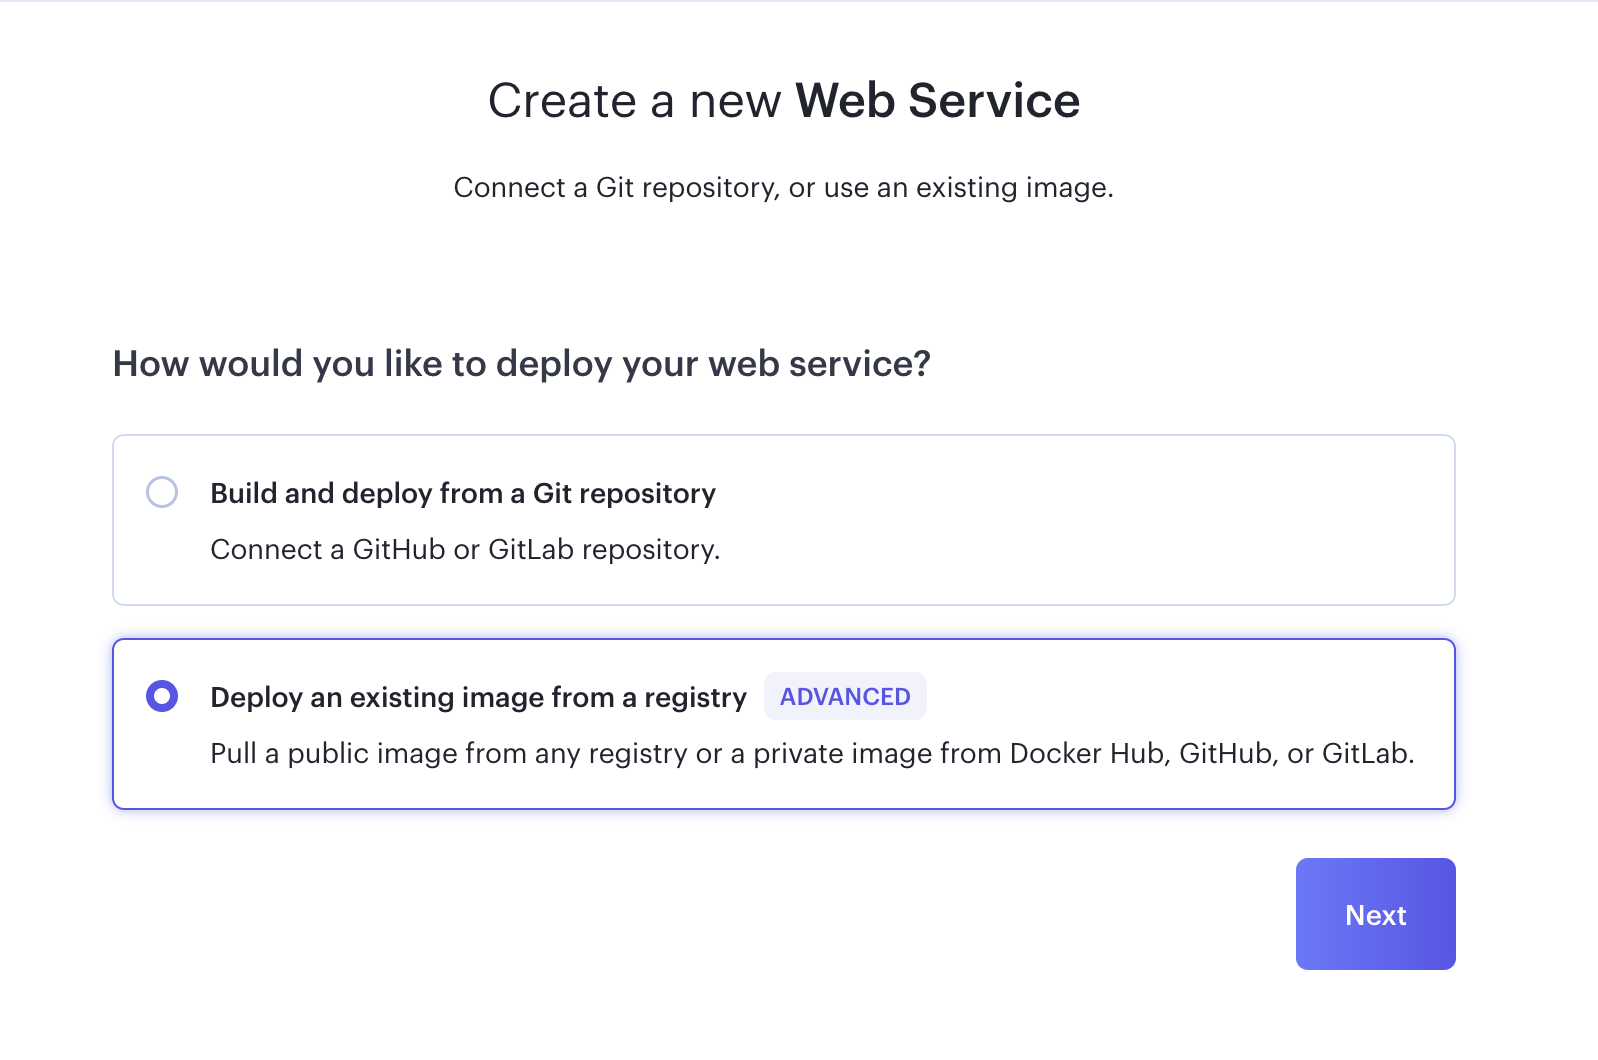 Create a new Web Service
Connect a Git repository, or use an existing image.
How would you like to deploy your web service?
Build and deploy from a Git repository
Connect a GitHub or GitLab repository.
Deploy an existing image from a registry ADVANCED
Pull a public image from any registry or a private image from Docker Hub, GitHub, or GitLab.
Next